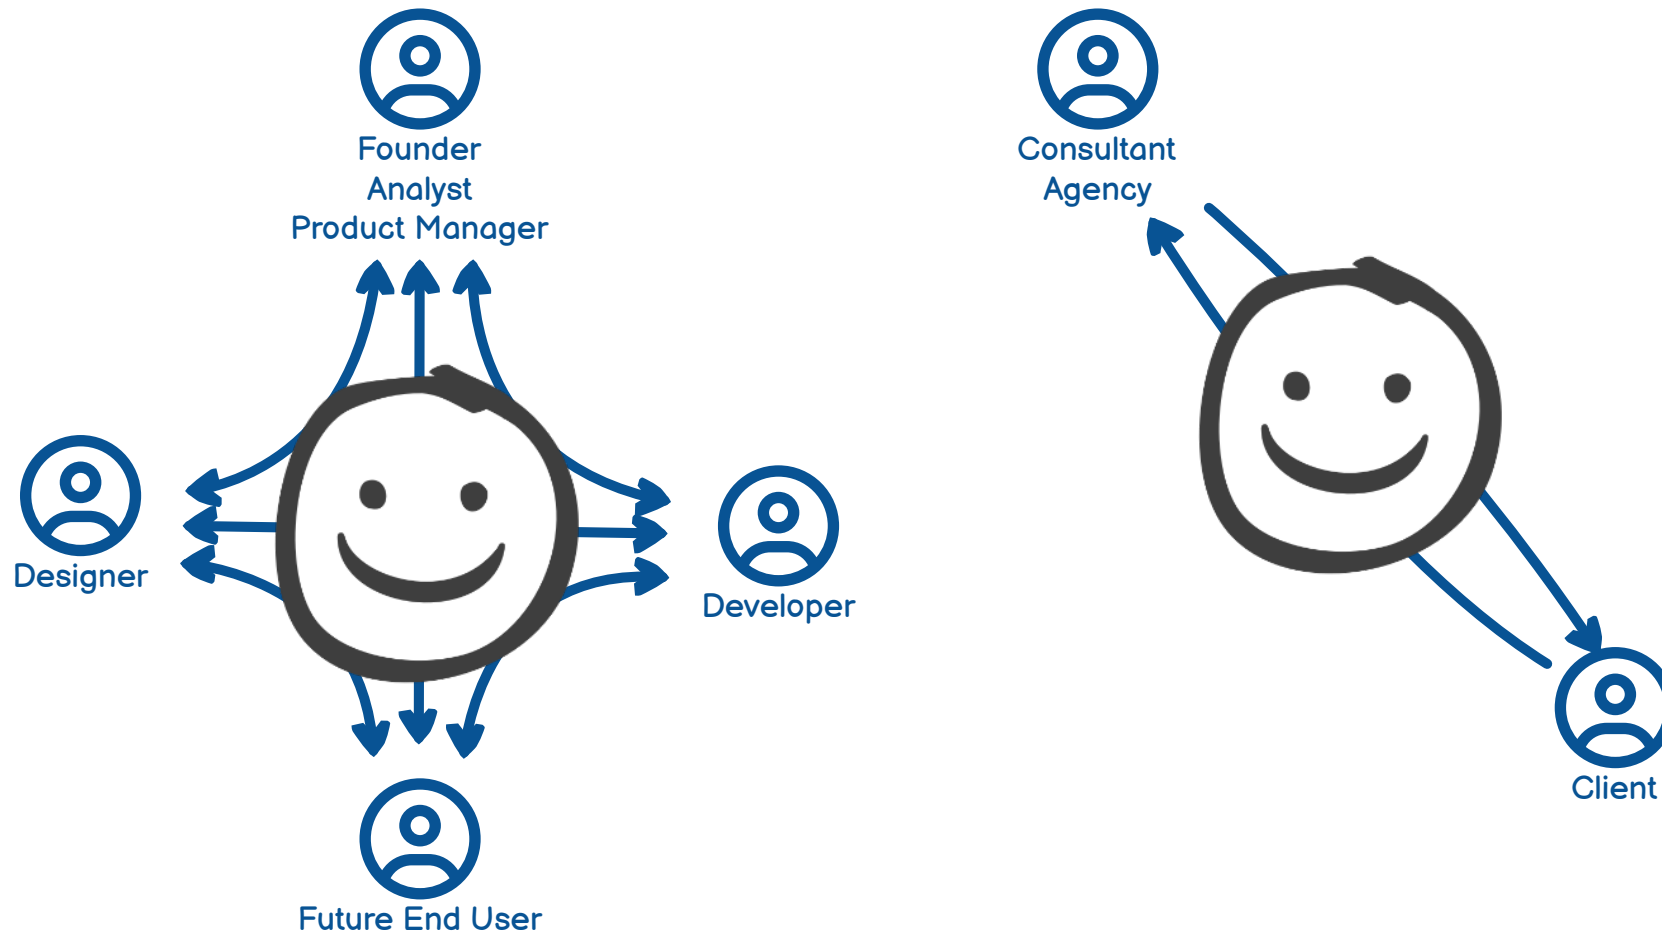 Founder
Analyst
Product Manager
Designer
Developer
Future End User
Consultant
Agency
Client